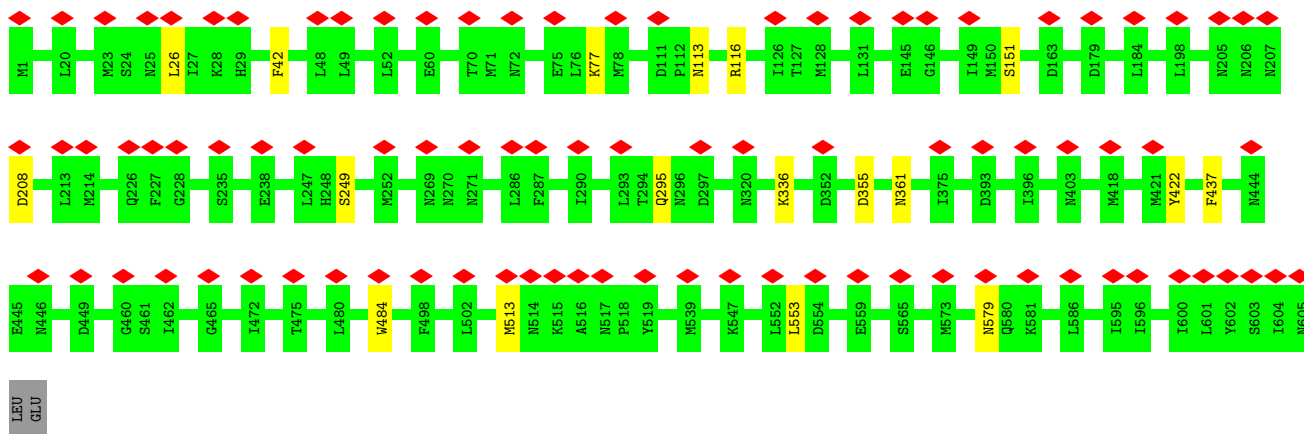 M1 L20 M23 S24 N25 L26 I27 K28 H29 F42 L48 L49 L52 E60 T70 M71 N72 E75 L76 K77 M78 D111 P112 N113 R116 I126 T127 M128 L131 E145 G146 I149 M150 S151 D163 D179 L184 L198 N205 N206 N207
D208 L213 M214 Q226 F227 G228 S235 E238 L247 H248 S249 M252 N269 N270 N271 L286 F287 I290 L293 T294 Q295 N296 D297 N320 K336 D352 D355 N361 I375 D393 I396 N403 M418 M421 Y422 F437 N444
E445 N446 D449 G460 S461 I462 G465 I472 T475 L480 W484 F498 L502 M513 N514 K515 A516 N517 P518 Y519 M539 K547 L552 L553 D554 E559 S565 M573 N579 Q580 K581 L586 I595 I596 I600 L601 Y602 S603 I604 N605
LEU GLU